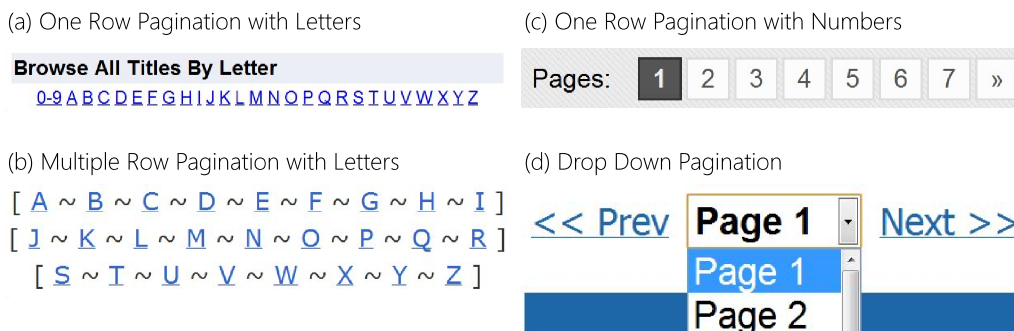 (a) One Row Pagination with Letters
Browse All Titles By Letter
0-9 A B C D E F G H I J K L M N O P Q R S T U V W X Y Z
(b) Multiple Row Pagination with Letters
[ A ~ B ~ C ~ D ~ E ~ F ~ G ~ H ~ I ]
[ J ~ K ~ L ~ M ~ N ~ O ~ P ~ Q ~ R ]
[ S ~ T ~ U ~ V ~ W ~ X ~ Y ~ Z ]
(c) One Row Pagination with Numbers
Pages: 1 2 3 4 5 6 7 »
(d) Drop Down Pagination
<< Prev Page 1 Next >>
Page 1
Page 2